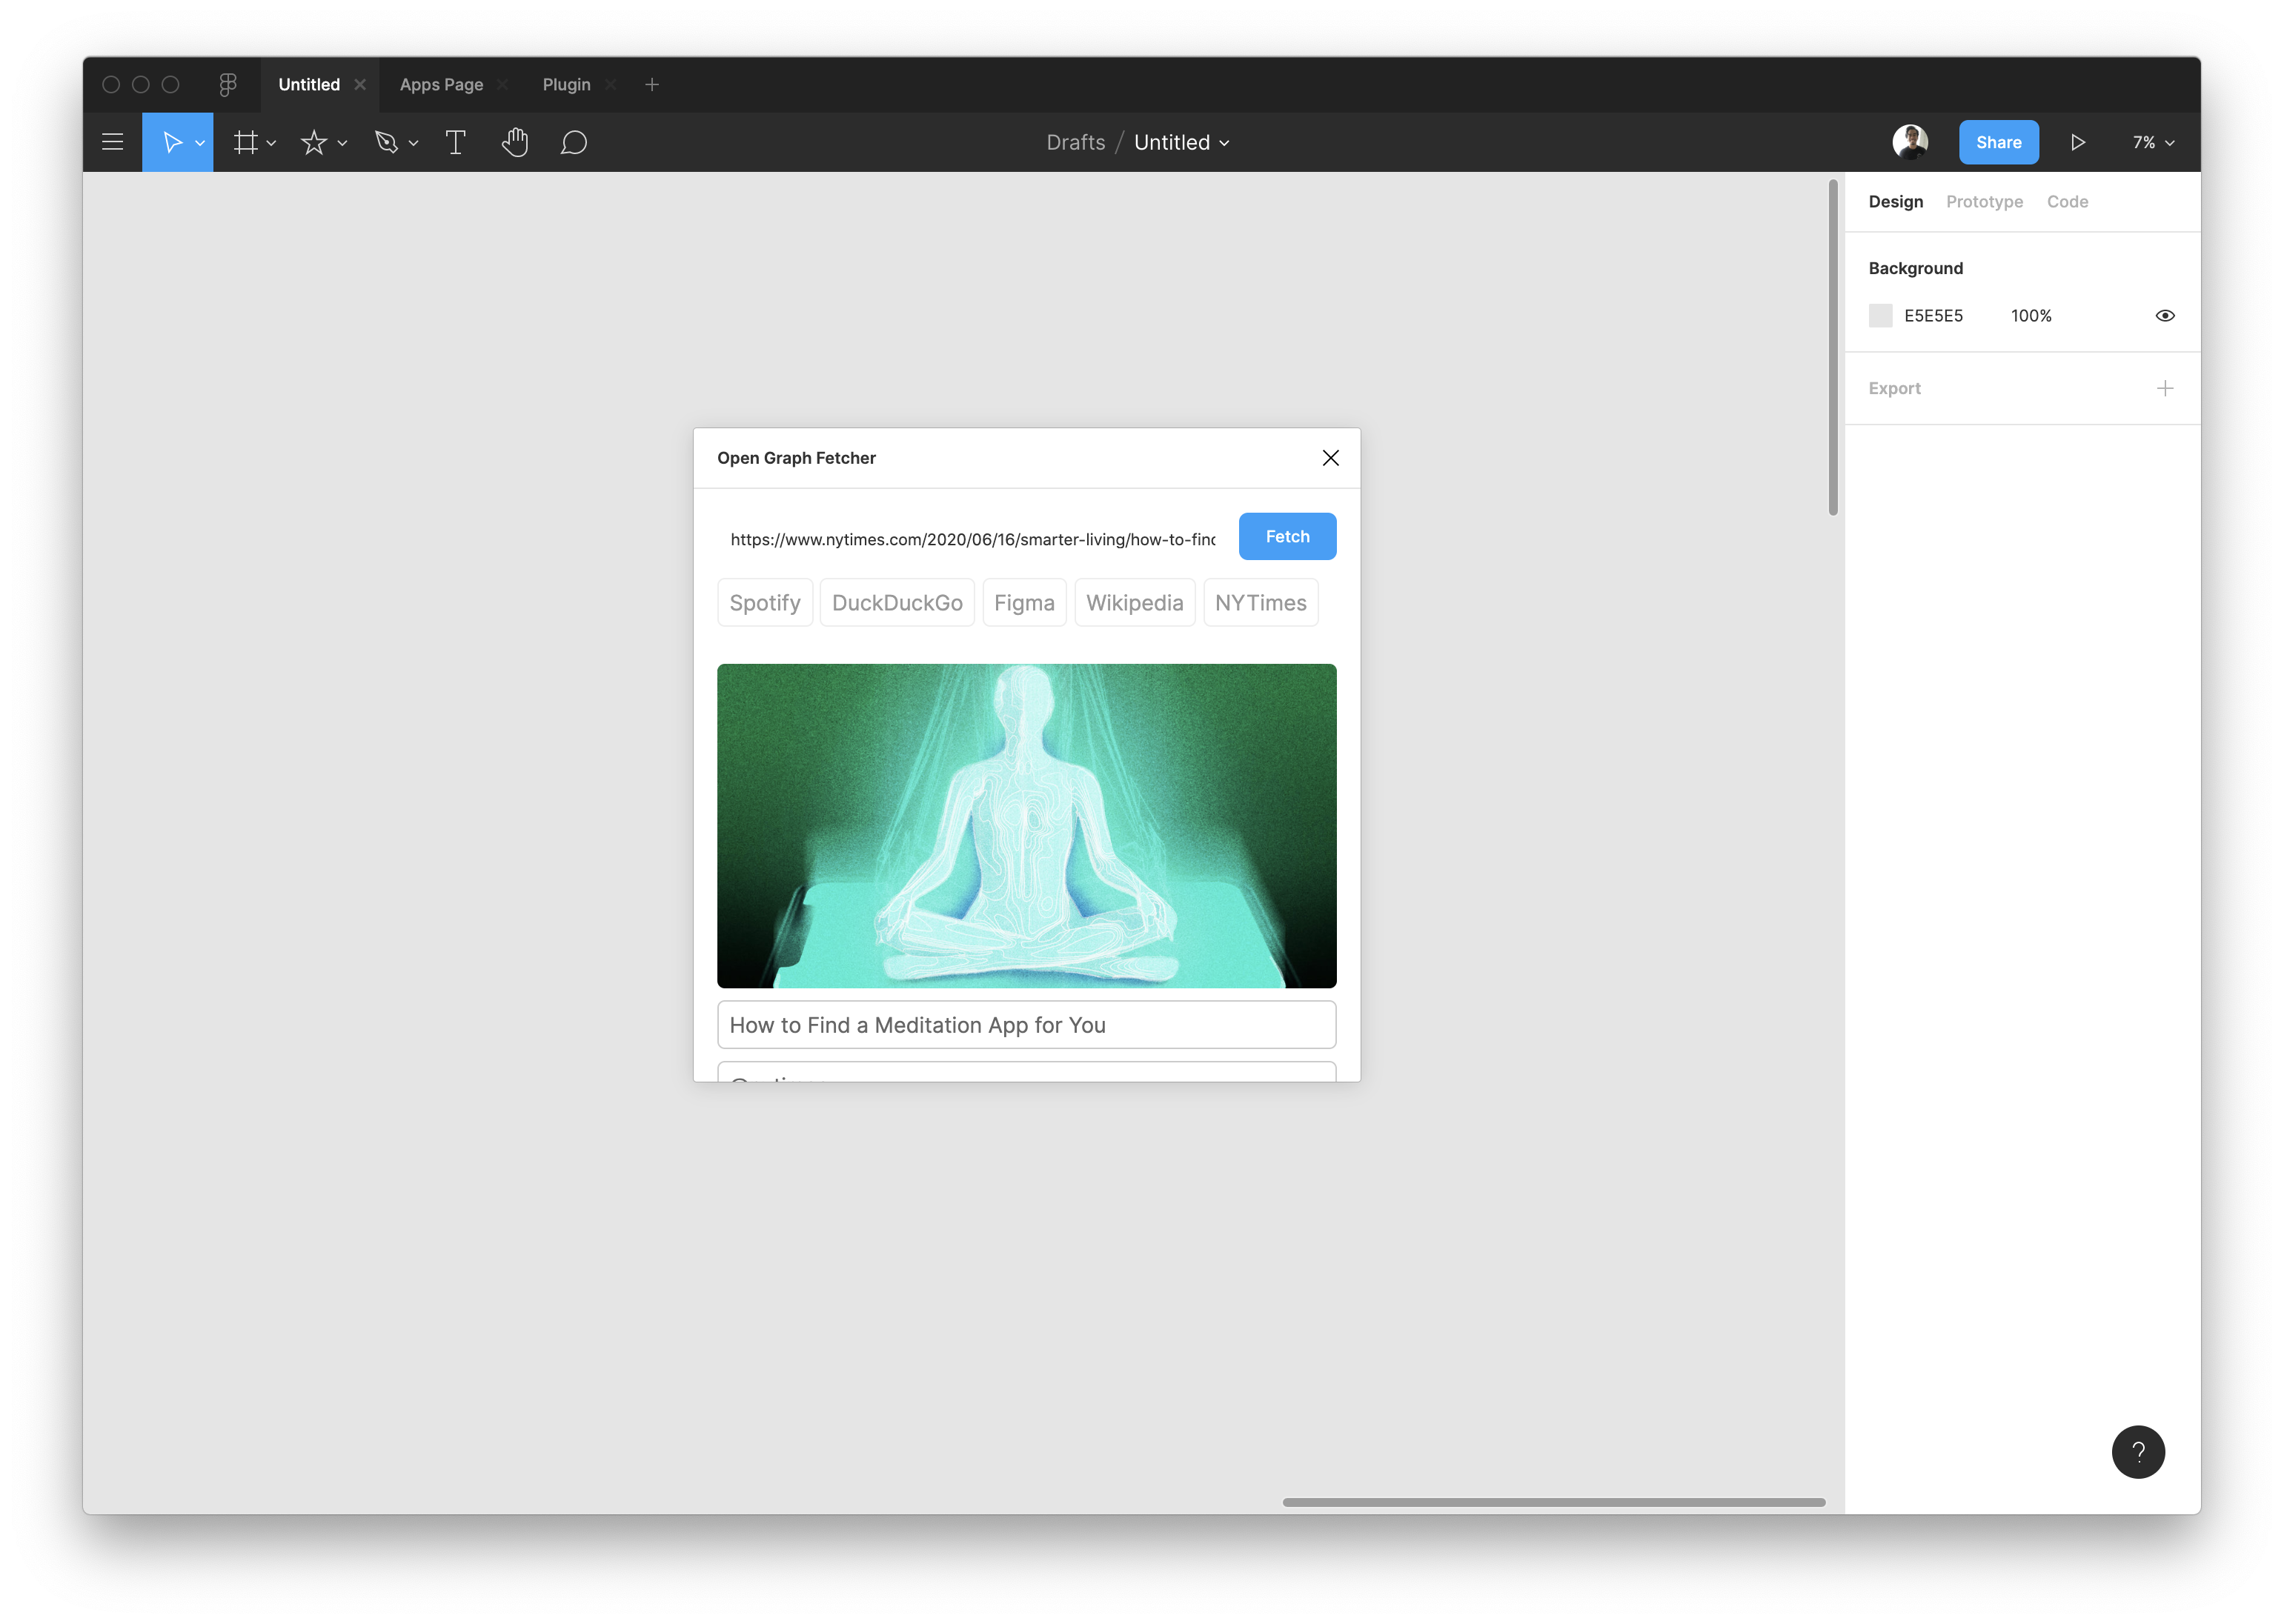 Untitled
Apps Page
Plugin
Drafts / Untitled
Share
7%
Design Prototype Code
Background
E5E5E5 100%
Export
Open Graph Fetcher
https://www.nytimes.com/2020/06/16/smarter-living/how-to-find
Fetch
Spotify DuckDuckGo Figma Wikipedia NYTimes
How to Find a Meditation App for You
?